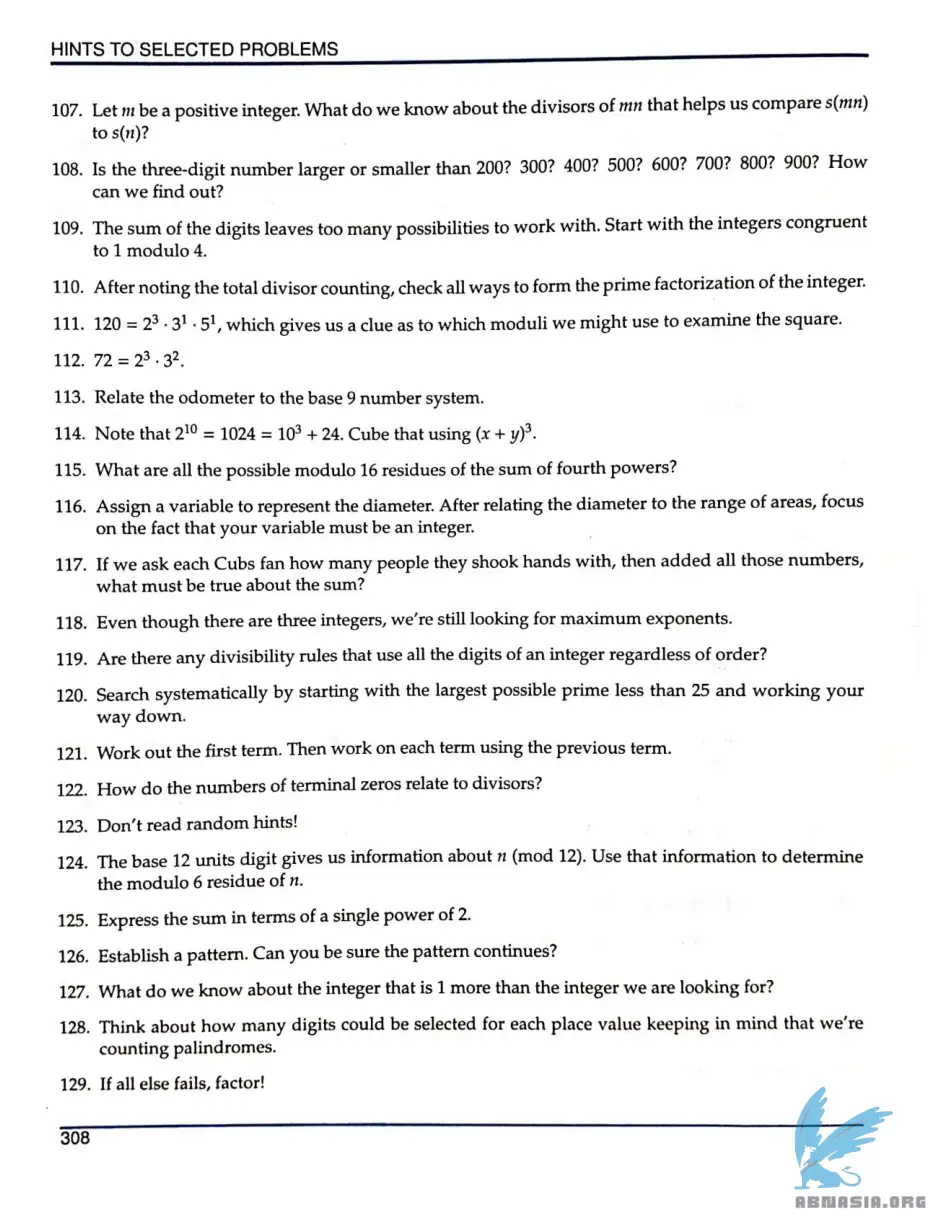 HINTS TO SELECTED PROBLEMS
107. Let m be a positive integer. What do we know about the divisors of mn that helps us compare s(mn)
to s(n)?
108. Is the three-digit number larger or smaller than 200? 300? 400? 500? 600? 700? 800? 900? How
can we find out?
109. The sum of the digits leaves too many possibilities to work with. Start with the integers congruent
to 1 modulo 4.
110. After noting the total divisor counting, check all ways to form the prime factorization of the integer.
111. 120 = 2³ · 3¹ · 5¹, which gives us a clue as to which moduli we might use to examine the square.
112. 72 = 2³ · 3².
113. Relate the odometer to the base 9 number system.
114. Note that 2¹⁰ = 1024 = 10³ + 24. Cube that using (x + y)³.
115. What are all the possible modulo 16 residues of the sum of fourth powers?
116. Assign a variable to represent the diameter. After relating the diameter to the range of areas, focus
on the fact that your variable must be an integer.
117. If we ask each Cubs fan how many people they shook hands with, then added all those numbers,
what must be true about the sum?
118. Even though there are three integers, we're still looking for maximum exponents.
119. Are there any divisibility rules that use all the digits of an integer regardless of order?
120. Search systematically by starting with the largest possible prime less than 25 and working your
way down.
121. Work out the first term. Then work on each term using the previous term.
122. How do the numbers of terminal zeros relate to divisors?
123. Don't read random hints!
124. The base 12 units digit gives us information about n (mod 12). Use that information to determine
the modulo 6 residue of n.
125. Express the sum in terms of a single power of 2.
126. Establish a pattern. Can you be sure the pattern continues?
127. What do we know about the integer that is 1 more than the integer we are looking for?
128. Think about how many digits could be selected for each place value keeping in mind that we're
counting palindromes.
129. If all else fails, factor!
308
ABNASIA.ORG